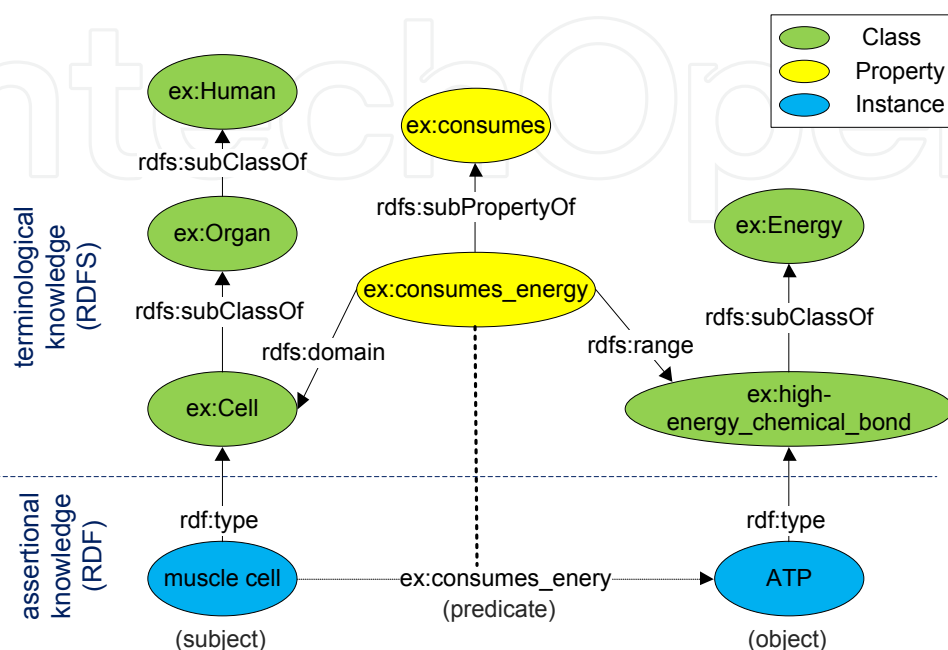 Class
Property
Instance
ntechOpen
ex:Human
ex:consumes
rdfs:subClassOf
rdfs:subPropertyOf
ex:Organ
ex:Energy
ex:consumes_energy
rdfs:subClassOf
rdfs:subClassOf
rdfs:domain
rdfs:range
ex:Cell
ex:high-
energy_chemical_bond
terminological
knowledge
(RDFS)
rdf:type
rdf:type
muscle cell
ex:consumes_enery
ATP
(predicate)
(subject)
(object)
assertional
knowledge
(RDF)